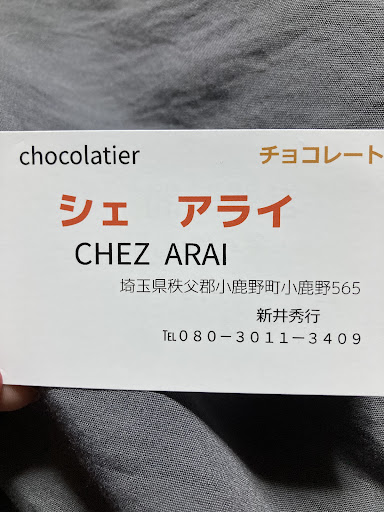 chocolatier チョコレート
シェ アライ
CHEZ ARAI
埼玉県秩父郡小鹿野町小鹿野565
新井秀行
℡080-3011-3409